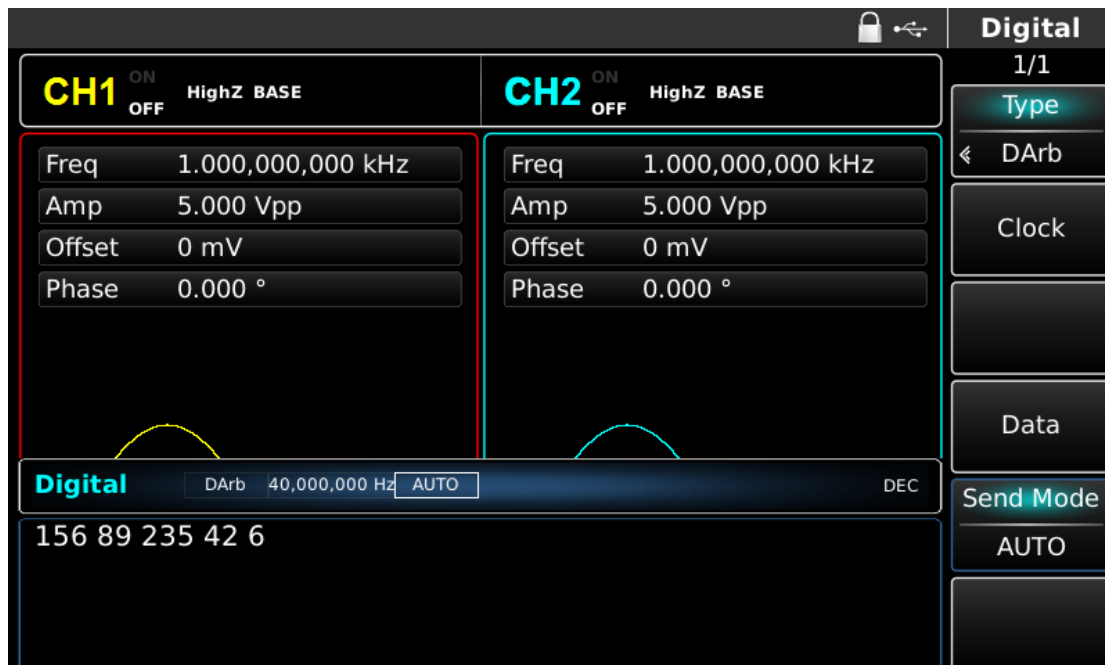 Digital
1/1
CH1 ON OFF HighZ BASE
CH2 ON OFF HighZ BASE
Freq 1.000,000,000 kHz
Amp 5.000 Vpp
Offset 0 mV
Phase 0.000 °
Freq 1.000,000,000 kHz
Amp 5.000 Vpp
Offset 0 mV
Phase 0.000 °
Digital DArb 40,000,000 Hz AUTO DEC
156 89 235 42 6
Type
DArb
Clock
Data
Send Mode
AUTO